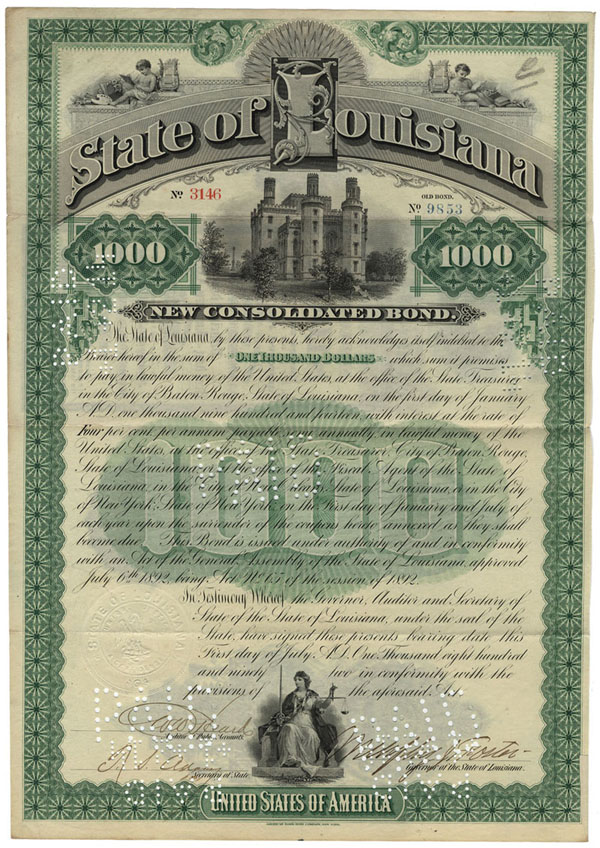 State of Louisiana
No 3146
OLD BOND.
No 9853
1000
1000
NEW CONSOLIDATED BOND.
The State of Louisiana, by these presents, hereby acknowledges itself indebted to the
Bearer hereof in the sum of ONE THOUSAND DOLLARS which sum it promises
to pay, in lawful money of the United States, at the office of the State Treasurer
in the City of Baton Rouge, State of Louisiana, on the first day of January
A.D. one thousand nine hundred and fourteen with interest at the rate of
Four per cent per annum, payable semi annually, in lawful money of the
United States, at the office of the State Treasurer, City of Baton Rouge,
State of Louisiana, or at the office of the Fiscal Agent of the State of
Louisiana, in the City of New Orleans, State of Louisiana, or in the City
of New York, State of New York on the First day of January and July
each year upon the surrender of the coupons hereto annexed as they shall
become due. This Bond is issued under authority of and in conformity
with an Act of the General Assembly of the State of Louisiana, approved
July 6th 1892, being Act No 65 of the session of 1892.
In Testimony Whereof the Governor, Auditor and Secretary of
State of the State of Louisiana, under the seal of the
State, have signed these presents bearing date this
First day of July, A.D. One Thousand eight hundred
and ninety two in conformity with the
provisions of the aforesaid Act.
Auditor of Public Accounts.
Secretary of State
Governor of the State of Louisiana.
UNITED STATES OF AMERICA